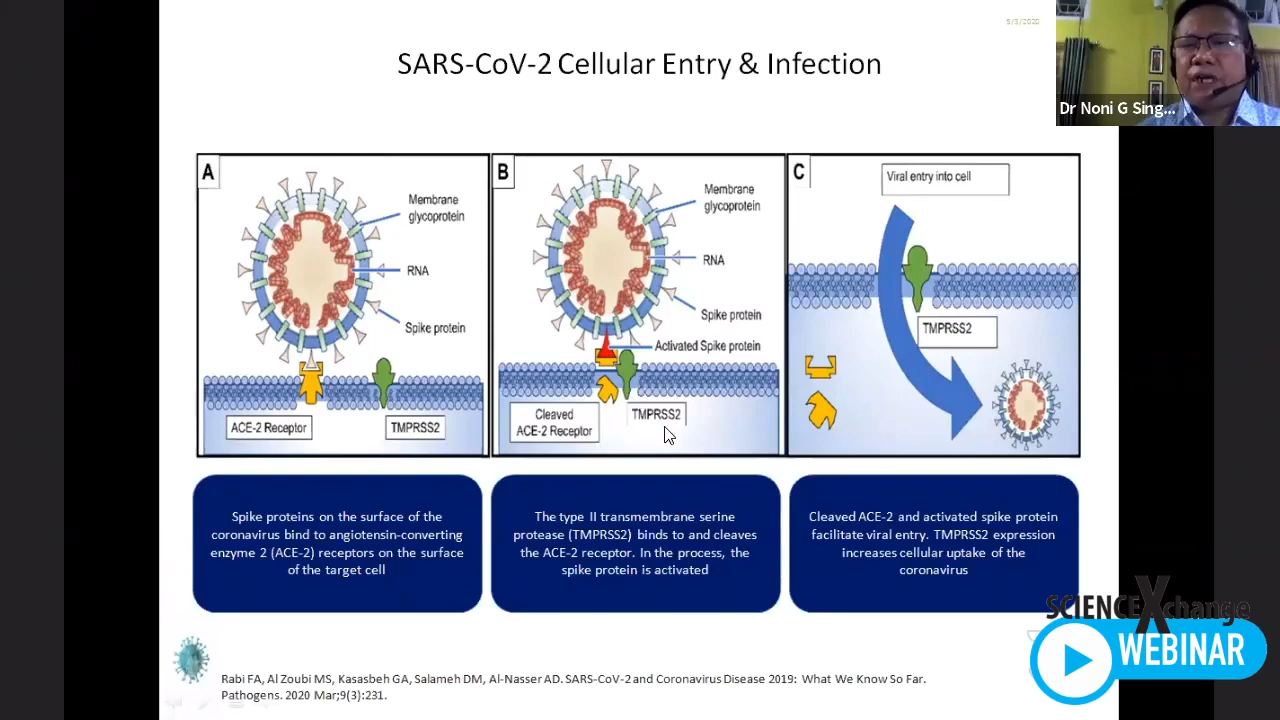 5/3/2020
SARS-CoV-2 Cellular Entry & Infection
Dr Noni G Sing...
A
Membrane
glycoprotein
RNA
Spike protein
ACE-2 Receptor
TMPRSS2
B
Membrane
glycoprotein
RNA
Spike protein
Activated Spike protein
Cleaved
ACE-2 Receptor
TMPRSS2
C
Viral entry into cell
TMPRSS2
Spike proteins on the surface of the
coronavirus bind to angiotensin-converting
enzyme 2 (ACE-2) receptors on the surface
of the target cell
The type II transmembrane serine
protease (TMPRSS2) binds to and cleaves
the ACE-2 receptor. In the process, the
spike protein is activated
Cleaved ACE-2 and activated spike protein
facilitate viral entry. TMPRSS2 expression
increases cellular uptake of the
coronavirus
SCIENCEXchange
WEBINAR
Rabi FA, Al Zoubi MS, Kasasbeh GA, Salameh DM, Al-Nasser AD. SARS-CoV-2 and Coronavirus Disease 2019: What We Know So Far.
Pathogens. 2020 Mar;9(3):231.